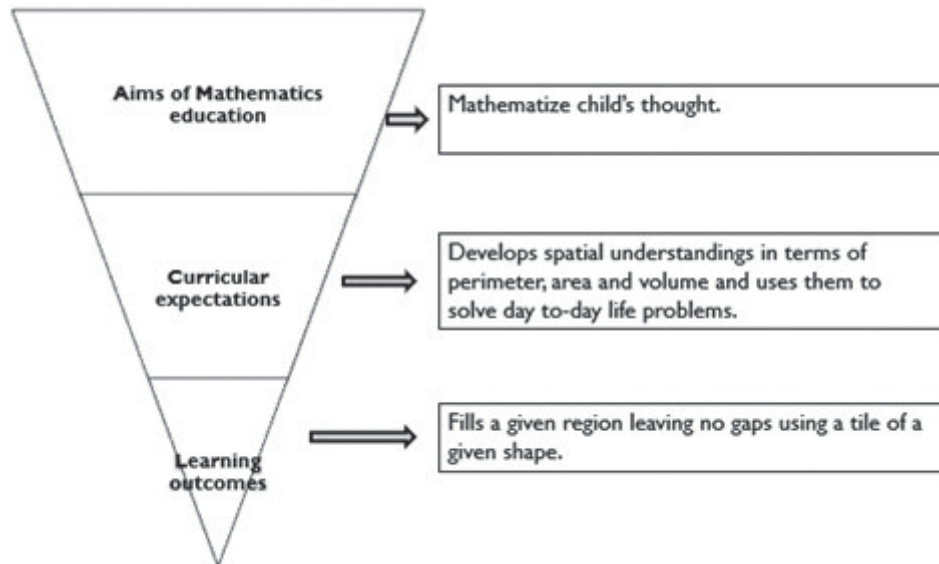 Aims of Mathematics
education
Mathematize child's thought.
Curricular
expectations
Develops spatial understandings in terms of
perimeter, area and volume and uses them to
solve day to-day life problems.
Learning
outcomes
Fills a given region leaving no gaps using a tile of a
given shape.